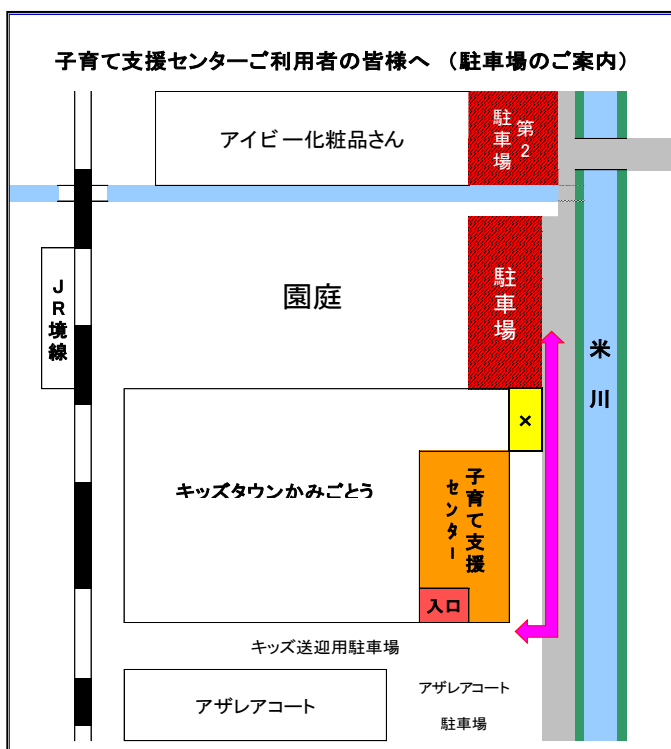 子育て支援センターご利用者の皆様へ （駐車場のご案内）
アイビー化粧品さん
第2
駐車場
JR境線
園庭
駐車場
米川
×
キッズタウンかみごとう
子育て支援
センター
入口
キッズ送迎用駐車場
アザレアコート
アザレアコート
駐車場